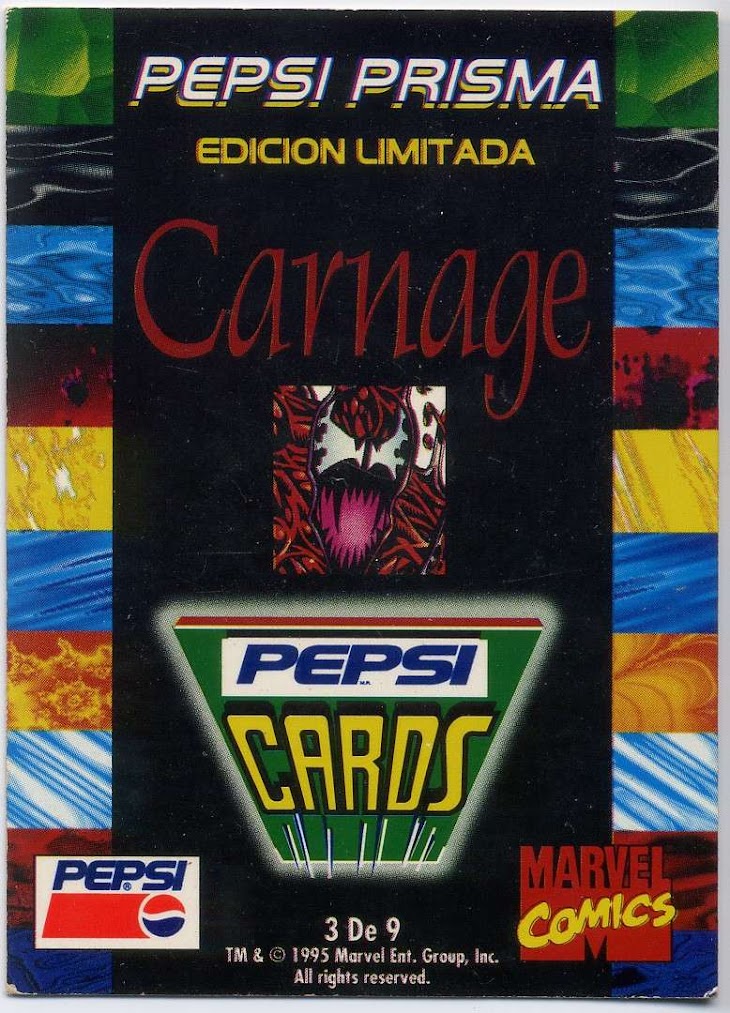 PEPSI PRISMA
EDICION LIMITADA
Carnage
PEPSI
M.R.
CARDS
PEPSI®
MARVEL
COMICS
3 De 9
TM & © 1995 Marvel Ent. Group, Inc.
All rights reserved.